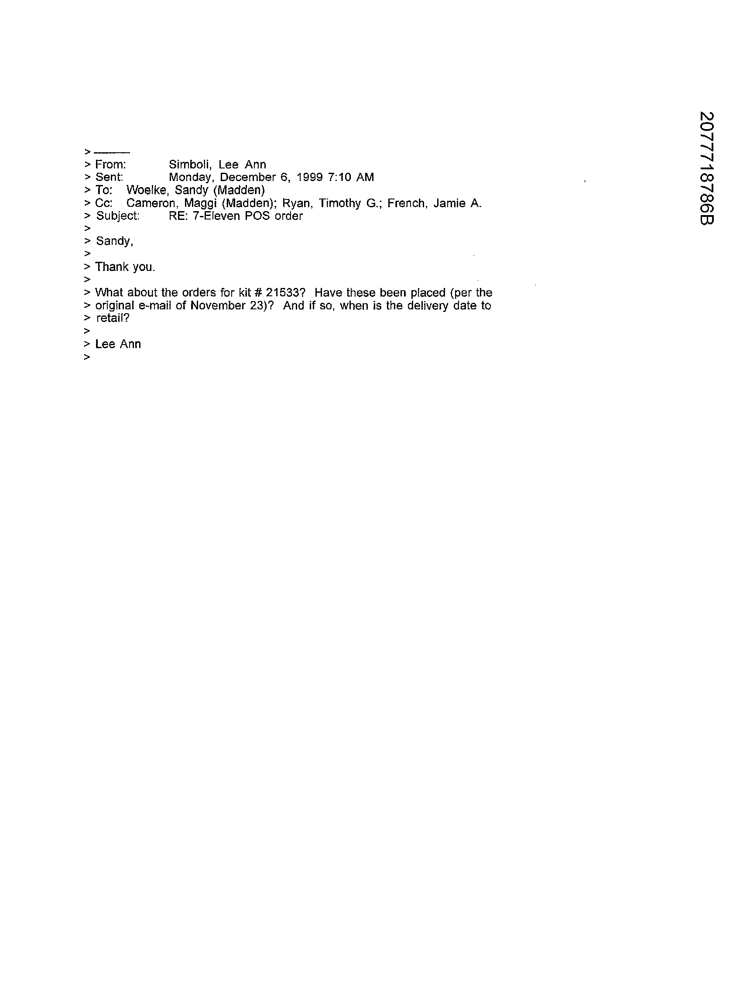 > ------
> From: Simboli, Lee Ann
> Sent: Monday, December 6, 1999 7:10 AM
> To: Woelke, Sandy (Madden)
> Cc: Cameron, Maggi (Madden); Ryan, Timothy G.; French, Jamie A.
> Subject: RE: 7-Eleven POS order
>
> Sandy,
>
> Thank you.
>
> What about the orders for kit # 21533? Have these been placed (per the
> original e-mail of November 23)? And if so, when is the delivery date to
> retail?
>
> Lee Ann
>
2077718786B